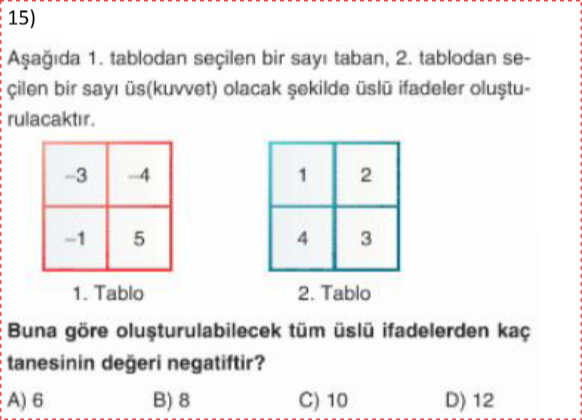 15)
Aşağıda 1. tablodan seçilen bir sayı taban, 2. tablodan se-
çilen bir sayı üs(kuvvet) olacak şekilde üslü ifadeler oluştu-
rulacaktır.
-3 -4 1 2
-1 5 4 3
1. Tablo 2. Tablo
Buna göre oluşturulabilecek tüm üslü ifadelerden kaç
tanesinin değeri negatiftir?
A) 6 B) 8 C) 10 D) 12